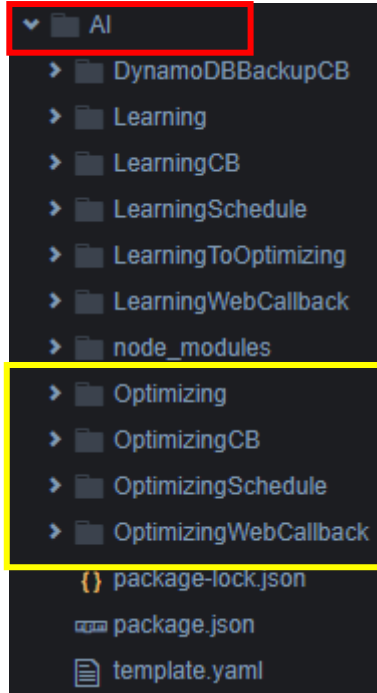 AI
DynamoDBBackupCB
Learning
LearningCB
LearningSchedule
LearningToOptimizing
LearningWebCallback
node_modules
Optimizing
OptimizingCB
OptimizingSchedule
OptimizingWebCallback
{} package-lock.json
package.json
template.yaml